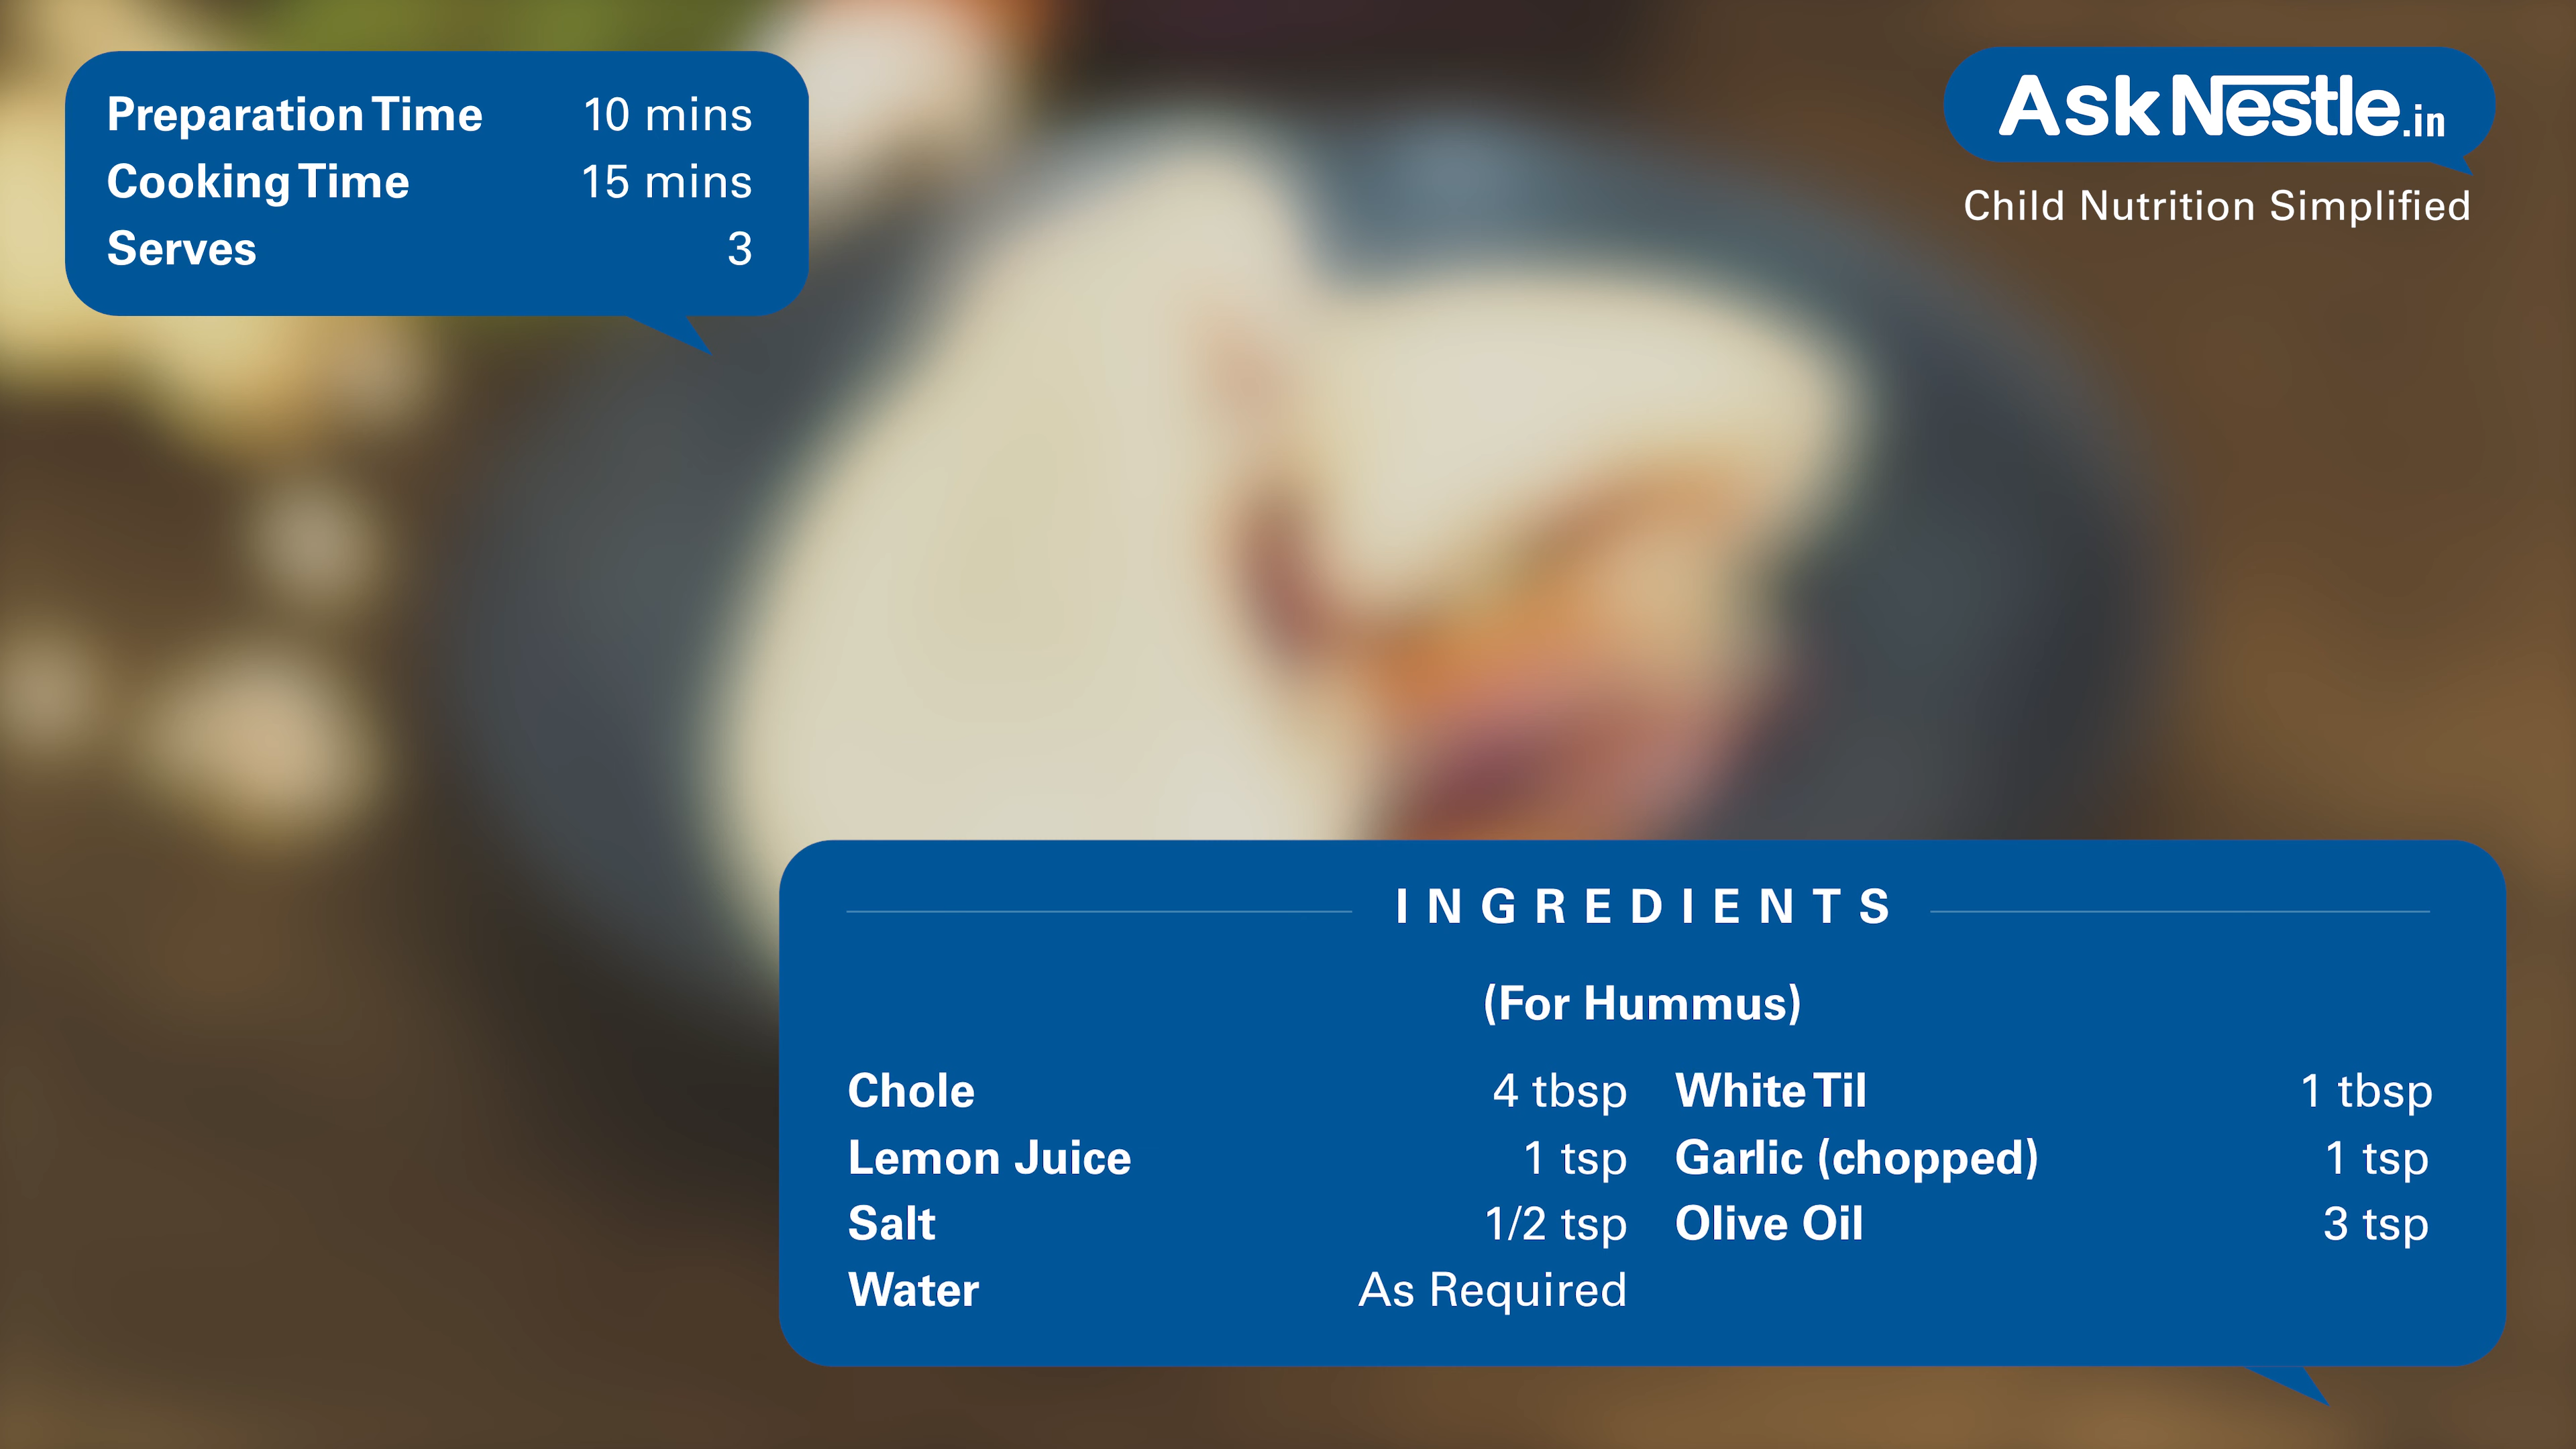 Preparation Time 10 mins
Cooking Time 15 mins
Serves 3
AskNestle.in
Child Nutrition Simplified
INGREDIENTS
(For Hummus)
Chole 4 tbsp White Til 1 tbsp
Lemon Juice 1 tsp Garlic (chopped) 1 tsp
Salt 1/2 tsp Olive Oil 3 tsp
Water As Required